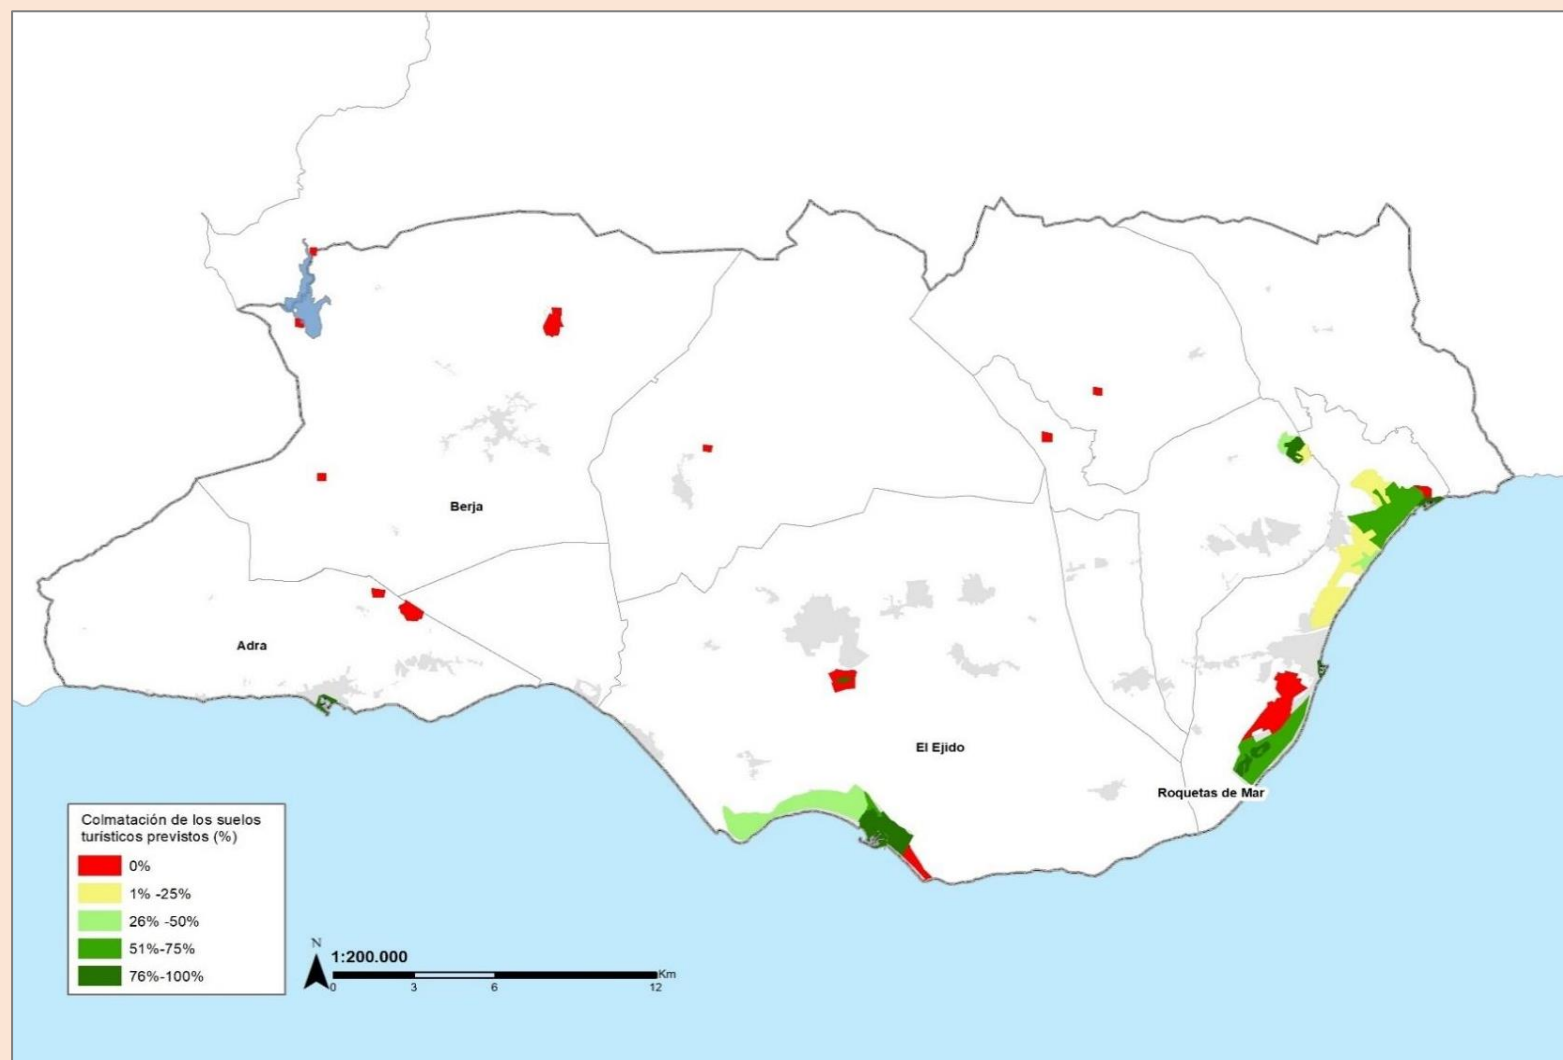 Berja
Adra
El Ejido
Roquetas de Mar
Colmatación de los suelos
turísticos previstos (%)
0%
1% -25%
26% -50%
51%-75%
76%-100%
N
1:200.000
Km
0 3 6 12